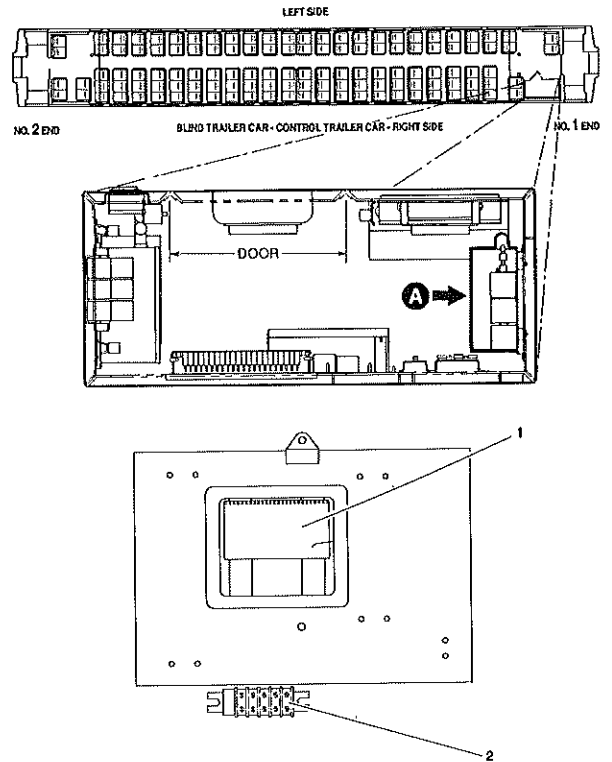 LEFT SIDE
NO. 2 END
BLIND TRAILER CAR - CONTROL TRAILER CAR - RIGHT SIDE
NO. 1 END
DOOR
A
1
2